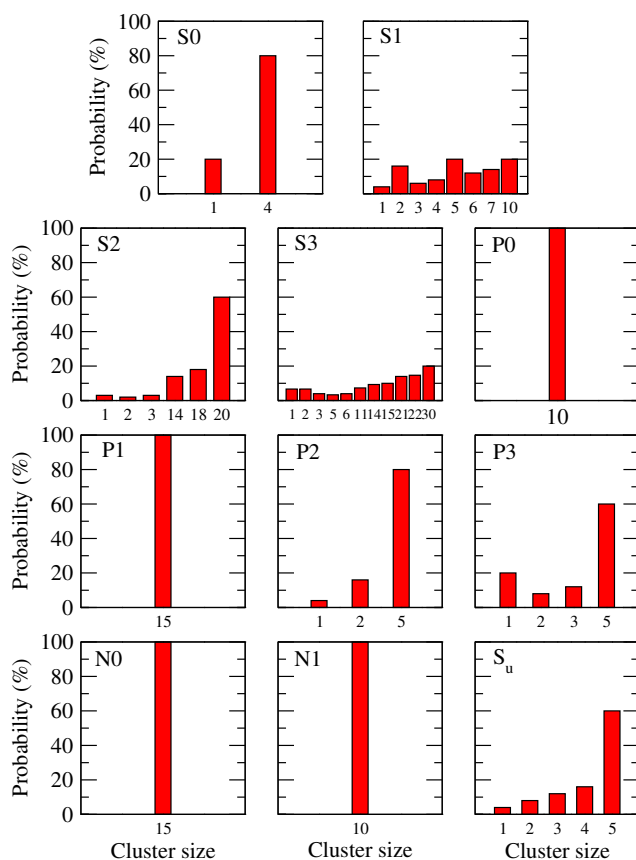 S0
S1
Probability (%)
100
80
60
40
20
0
1 4
1 2 3 4 5 6 7 10
S2
S3
P0
Probability (%)
100
80
60
40
20
0
1 2 3 14 18 20
1 2 3 5 6 11 14 15 21 22 30
10
P1
P2
P3
Probability (%)
100
80
60
40
20
0
15
1 2 5
1 2 3 5
N0
N1
Su
Probability (%)
100
80
60
40
20
0
15
10
1 2 3 4 5
Cluster size
Cluster size
Cluster size